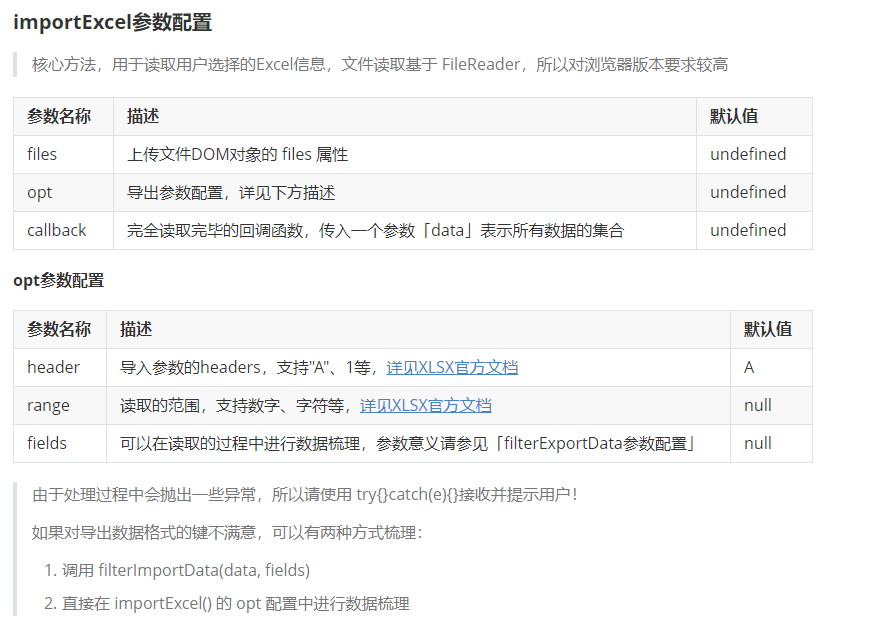 importExcel参数配置
核心方法，用于读取用户选择的Excel信息，文件读取基于 FileReader，所以对浏览器版本要求较高
参数名称 描述 默认值
files 上传文件DOM对象的 files 属性 undefined
opt 导出参数配置，详见下方描述 undefined
callback 完全读取完毕的回调函数，传入一个参数「data」表示所有数据的集合 undefined
opt参数配置
参数名称 描述 默认值
header 导入参数的headers，支持"A"、1等，详见XLSX官方文档 A
range 读取的范围，支持数字、字符等，详见XLSX官方文档 null
fields 可以在读取的过程中进行数据梳理，参数意义请参见「filterExportData参数配置」 null
由于处理过程中会抛出一些异常，所以请使用 try{}catch(e){}接收并提示用户！
如果对导出数据格式的键不满意，可以有两种方式梳理：
1. 调用 filterImportData(data, fields)
2. 直接在 importExcel() 的 opt 配置中进行数据梳理